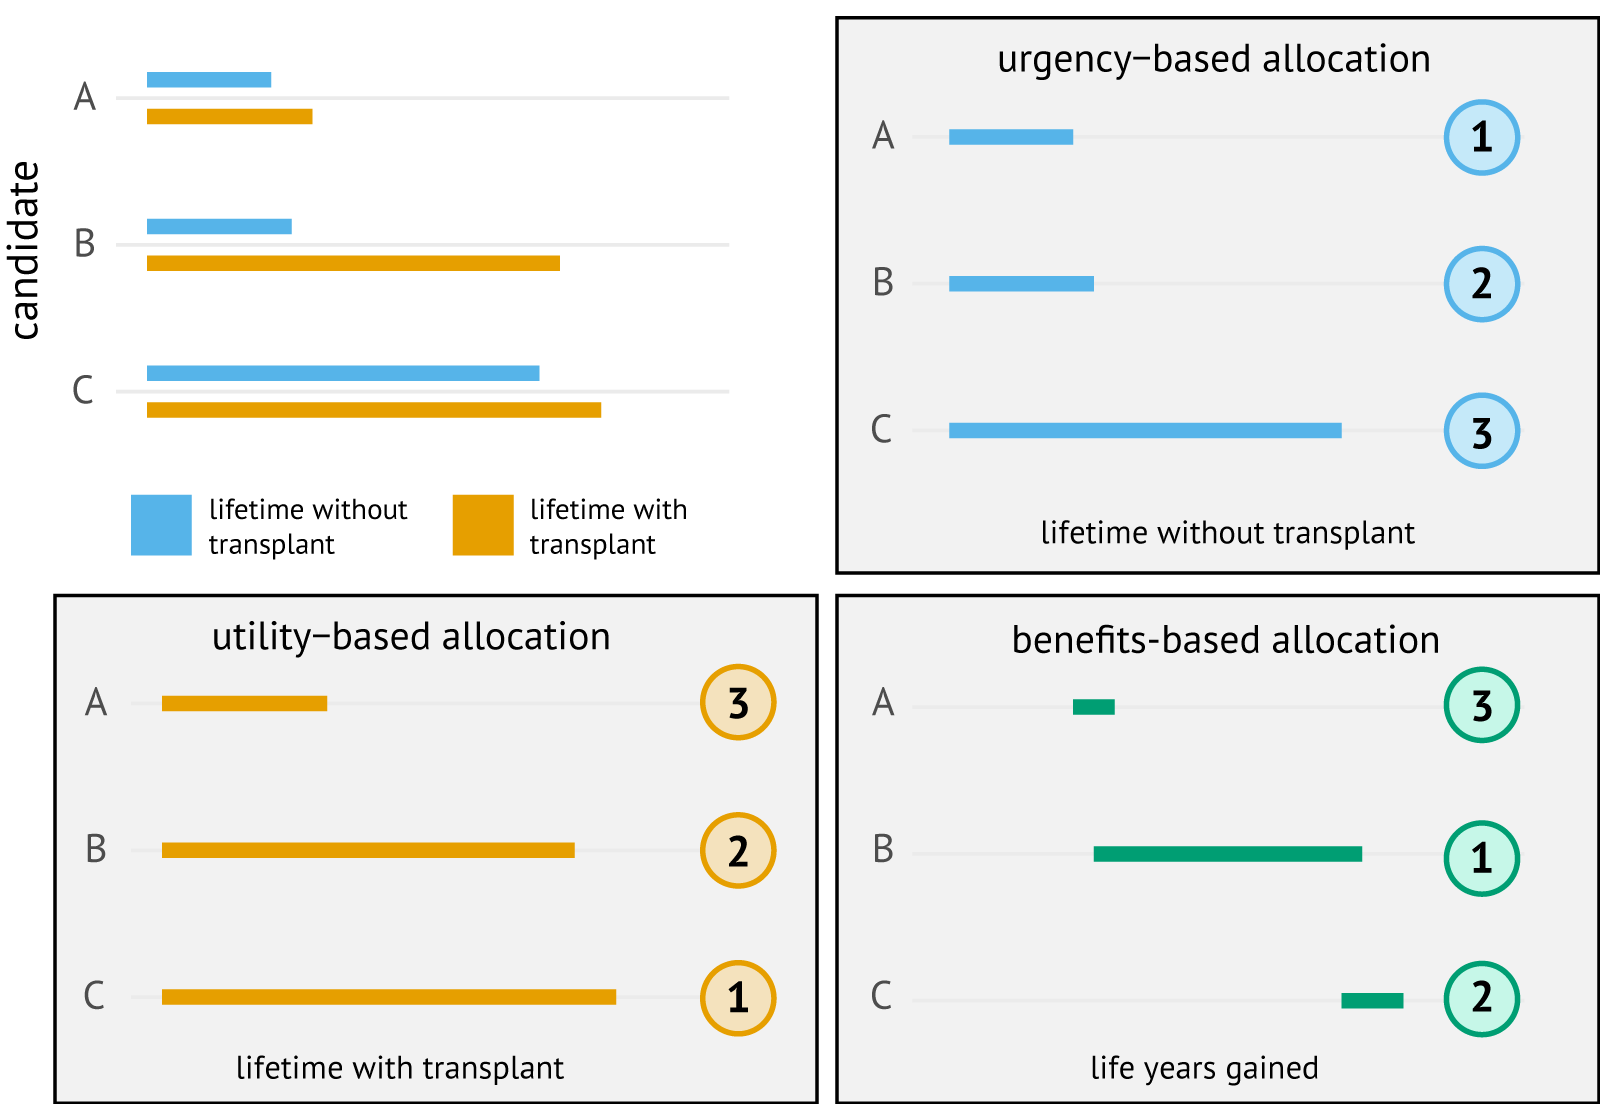 candidate
A
B
C
lifetime without
transplant
lifetime with
transplant
urgency–based allocation
A
1
B
2
C
3
lifetime without transplant
utility–based allocation
A
3
B
2
C
1
lifetime with transplant
benefits-based allocation
A
3
B
1
C
2
life years gained